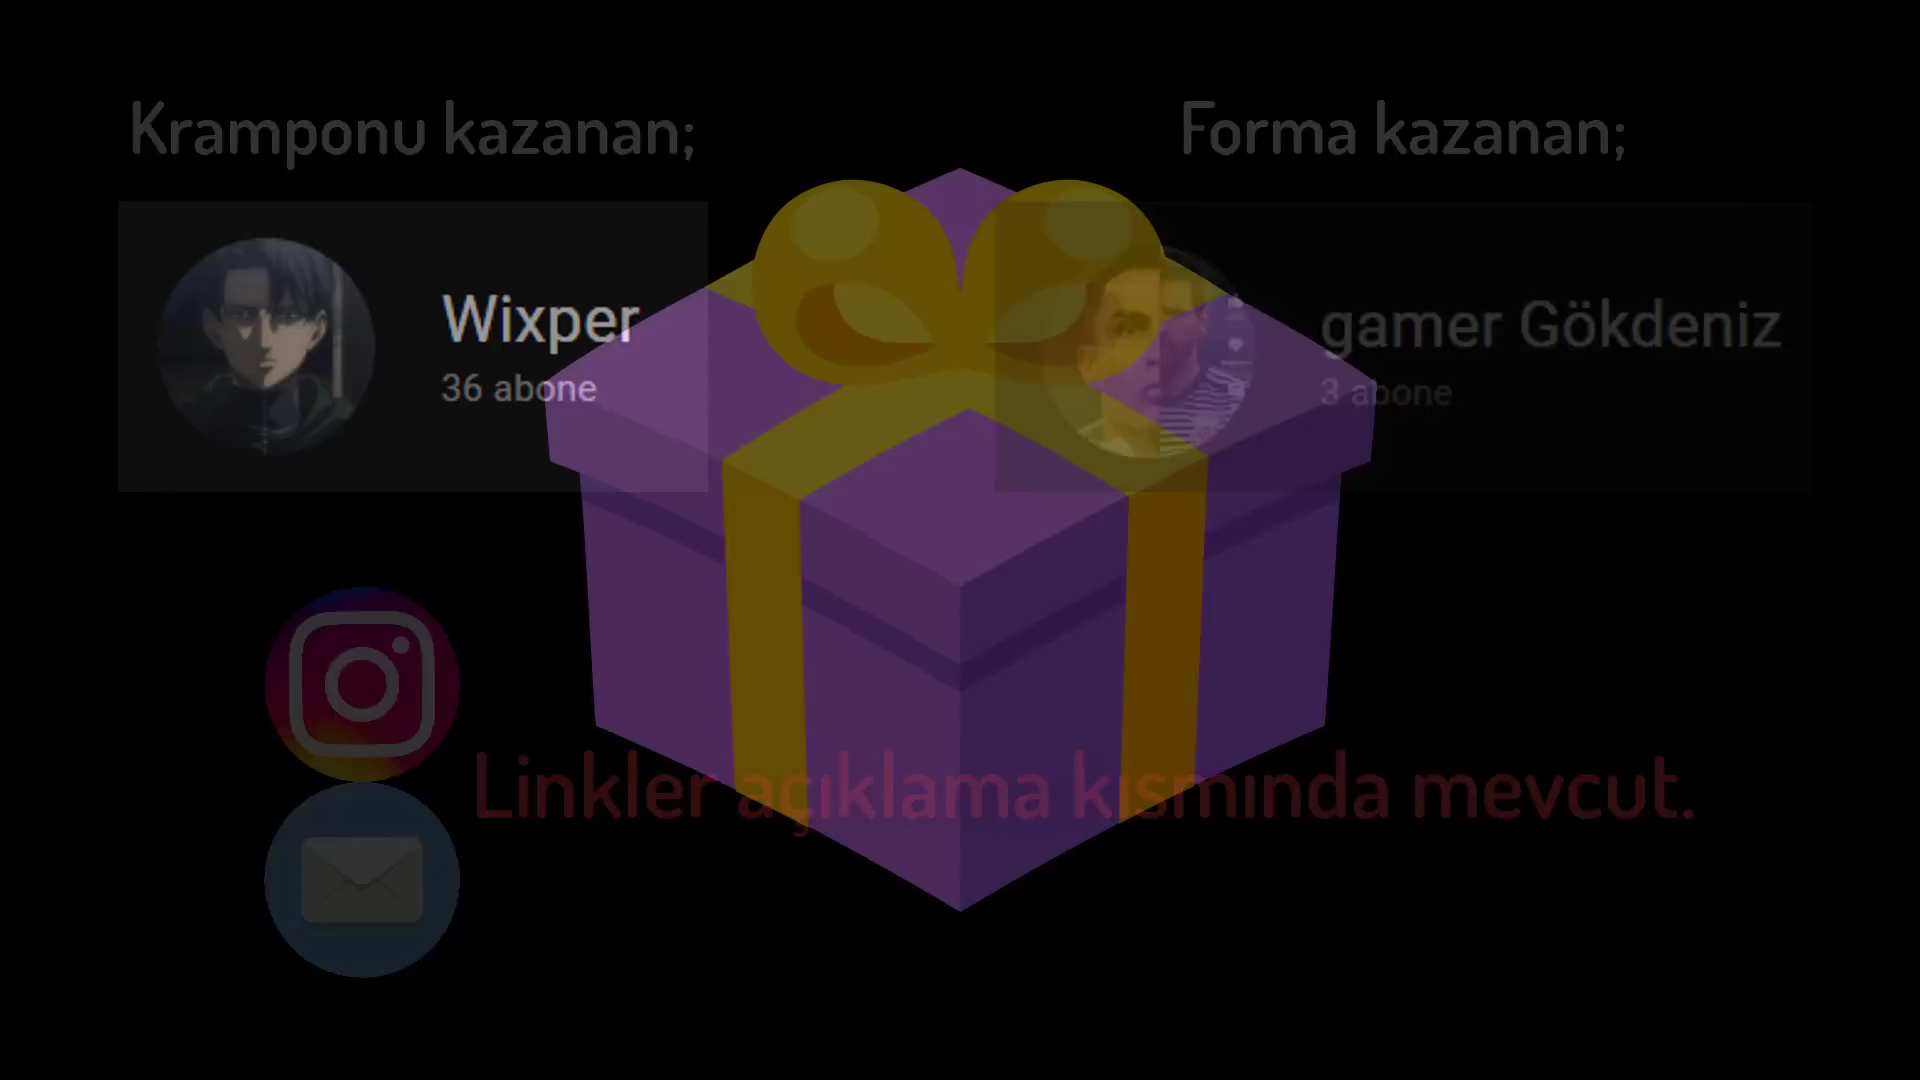 Kramponu kazanan;
Forma kazanan;
Wixper
36 abone
gamer Gökdeniz
3 abone
Linkler açıklama kısmında mevcut.